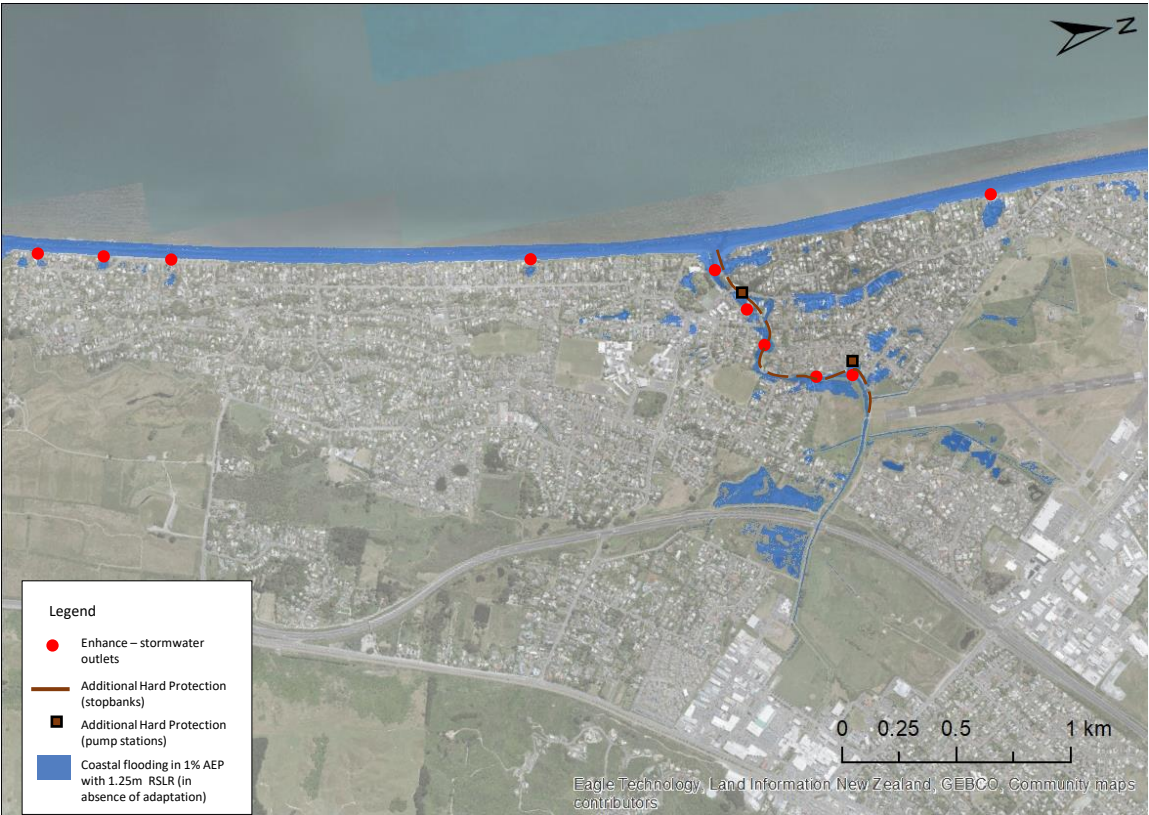 Z
Legend
Enhance – stormwater
outlets
Additional Hard Protection
(stopbanks)
Additional Hard Protection
(pump stations)
Coastal flooding in 1% AEP
with 1.25m RSLR (in
absence of adaptation)
0 0.25 0.5 1 km
Eagle Technology, Land Information New Zealand, GEBCO, Community maps
contributors